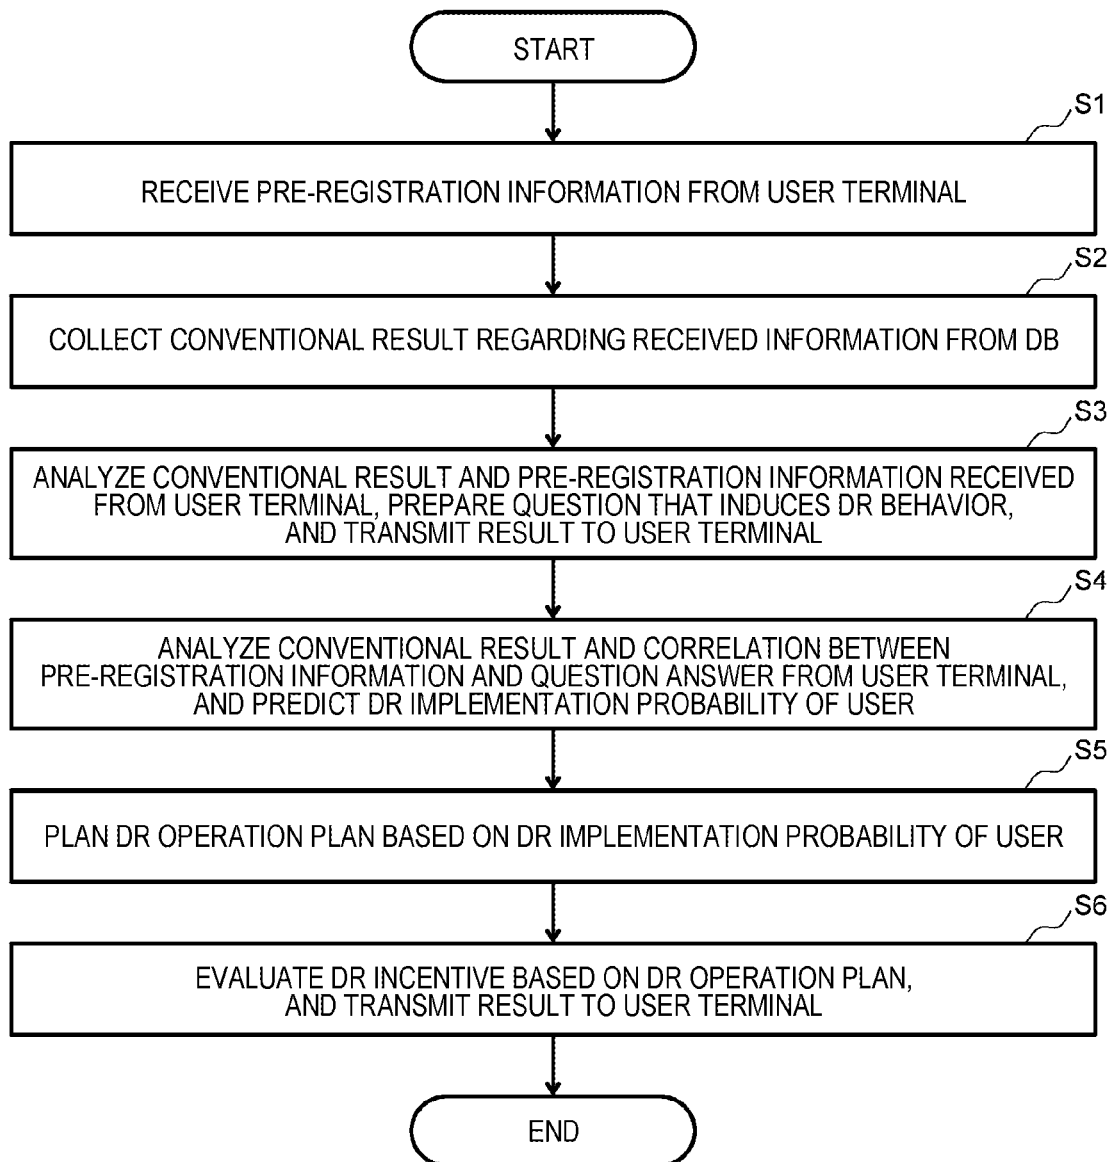 START
S1
RECEIVE PRE-REGISTRATION INFORMATION FROM USER TERMINAL
S2
COLLECT CONVENTIONAL RESULT REGARDING RECEIVED INFORMATION FROM DB
S3
ANALYZE CONVENTIONAL RESULT AND PRE-REGISTRATION INFORMATION RECEIVED
FROM USER TERMINAL, PREPARE QUESTION THAT INDUCES DR BEHAVIOR,
AND TRANSMIT RESULT TO USER TERMINAL
S4
ANALYZE CONVENTIONAL RESULT AND CORRELATION BETWEEN
PRE-REGISTRATION INFORMATION AND QUESTION ANSWER FROM USER TERMINAL,
AND PREDICT DR IMPLEMENTATION PROBABILITY OF USER
S5
PLAN DR OPERATION PLAN BASED ON DR IMPLEMENTATION PROBABILITY OF USER
S6
EVALUATE DR INCENTIVE BASED ON DR OPERATION PLAN,
AND TRANSMIT RESULT TO USER TERMINAL
END